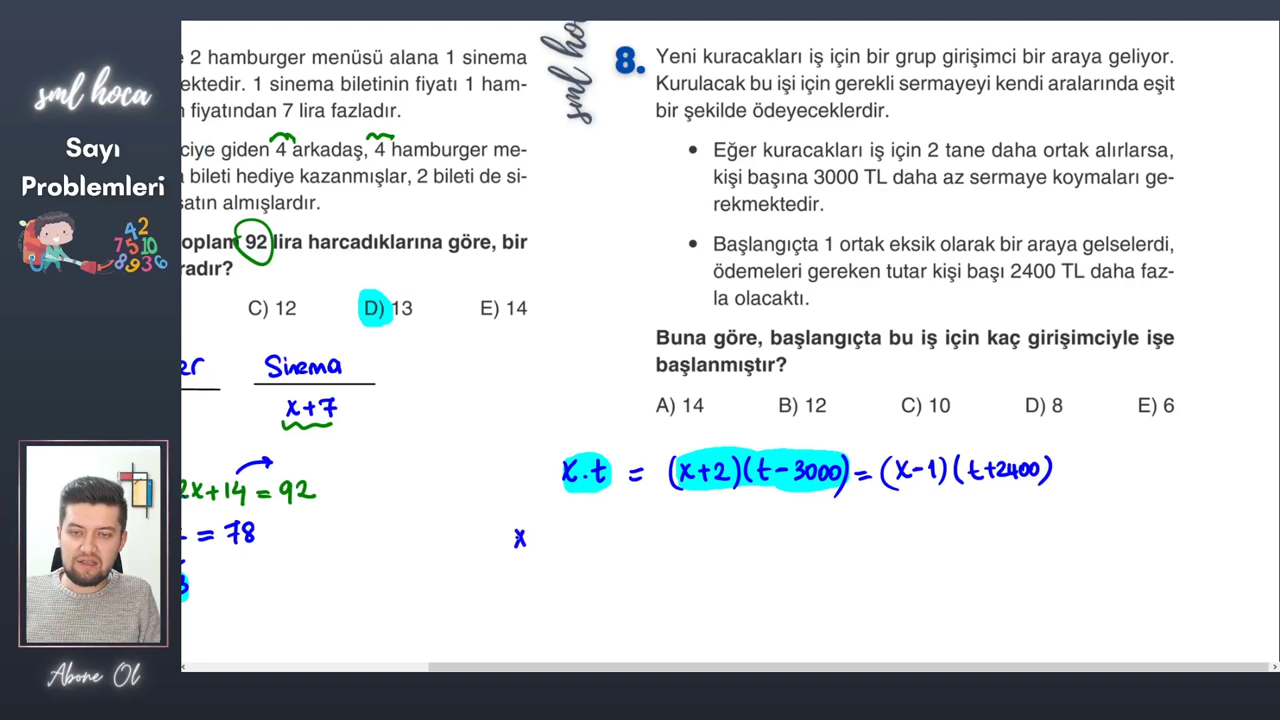 sml hoca
Sayı
Problemleri
Abone Ol
2 hamburger menüsü alana 1 sinema
ektedir. 1 sinema biletinin fiyatı 1 ham-
fiyatından 7 lira fazladır.
ciye giden 4 arkadaş, 4 hamburger me-
bileti hediye kazanmışlar, 2 bileti de si-
satın almışlardır.
oplam 92 lira harcadıklarına göre, bir
radır?
C) 12 D) 13 E) 14
er Sinema
x+7
2x+14 = 92
= 78
sml ho
8. Yeni kuracakları iş için bir grup girişimci bir araya geliyor.
Kurulacak bu işi için gerekli sermayeyi kendi aralarında eşit
bir şekilde ödeyeceklerdir.
• Eğer kuracakları iş için 2 tane daha ortak alırlarsa,
kişi başına 3000 TL daha az sermaye koymaları ge-
rekmektedir.
• Başlangıçta 1 ortak eksik olarak bir araya gelselerdi,
ödemeleri gereken tutar kişi başı 2400 TL daha faz-
la olacaktı.
Buna göre, başlangıçta bu iş için kaç girişimciyle işe
başlanmıştır?
A) 14 B) 12 C) 10 D) 8 E) 6
x.t = (x+2)(t-3000) = (x-1)(t+2400)
x